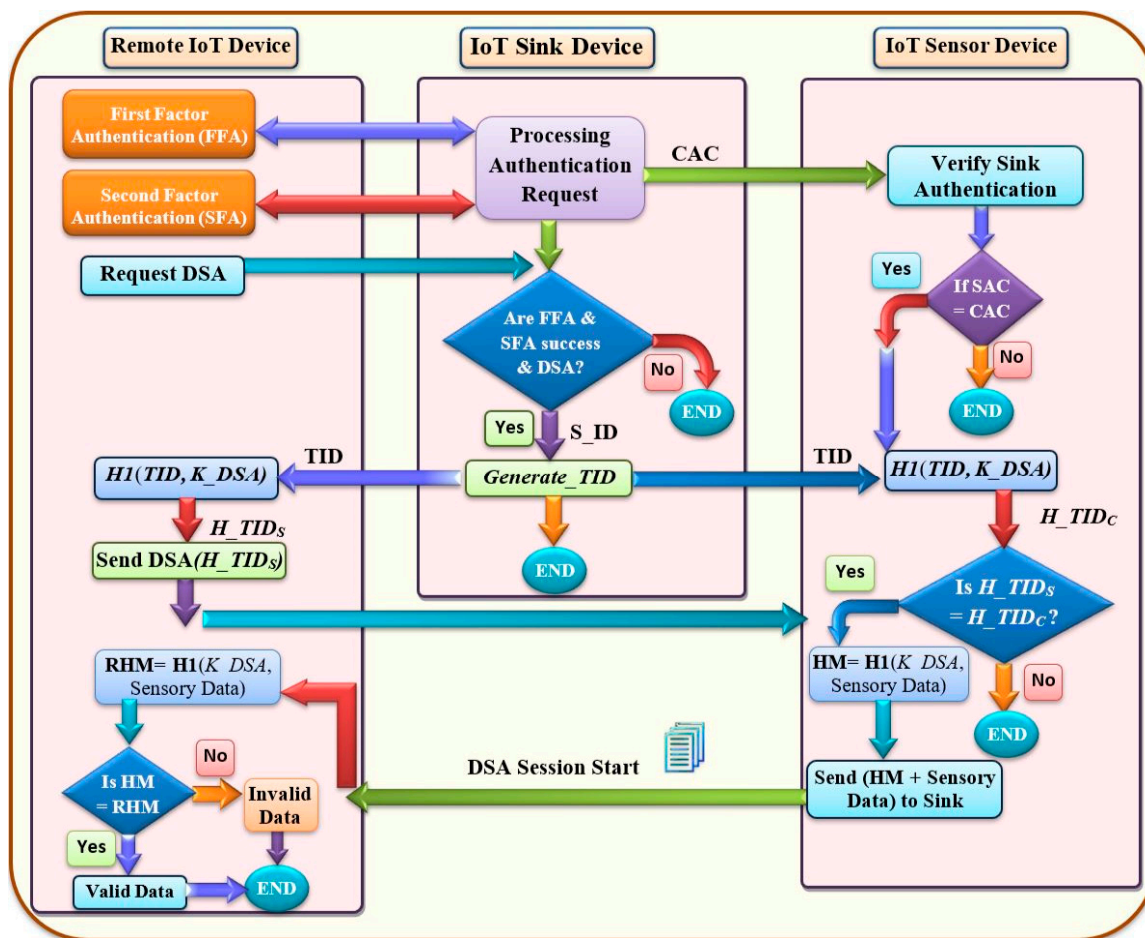 Remote IoT Device
IoT Sink Device
IoT Sensor Device
First Factor
Authentication (FFA)
Second Factor
Authentication (SFA)
Request DSA
Processing
Authentication
Request
CAC
Verify Sink
Authentication
Are FFA &
SFA success
& DSA?
No
END
Yes
S_ID
Yes
If SAC
= CAC
No
END
TID
TID
H1(TID, K_DSA)
Generate_TID
H1(TID, K_DSA)
H_TIDS
Send DSA(H_TIDS)
END
H_TIDC
Yes
Is H_TIDS
= H_TIDC?
No
END
RHM= H1(K_DSA,
Sensory Data)
HM= H1(K_DSA,
Sensory Data)
Is HM
= RHM
No
Invalid
Data
Yes
Valid Data
END
DSA Session Start
Send (HM + Sensory
Data) to Sink